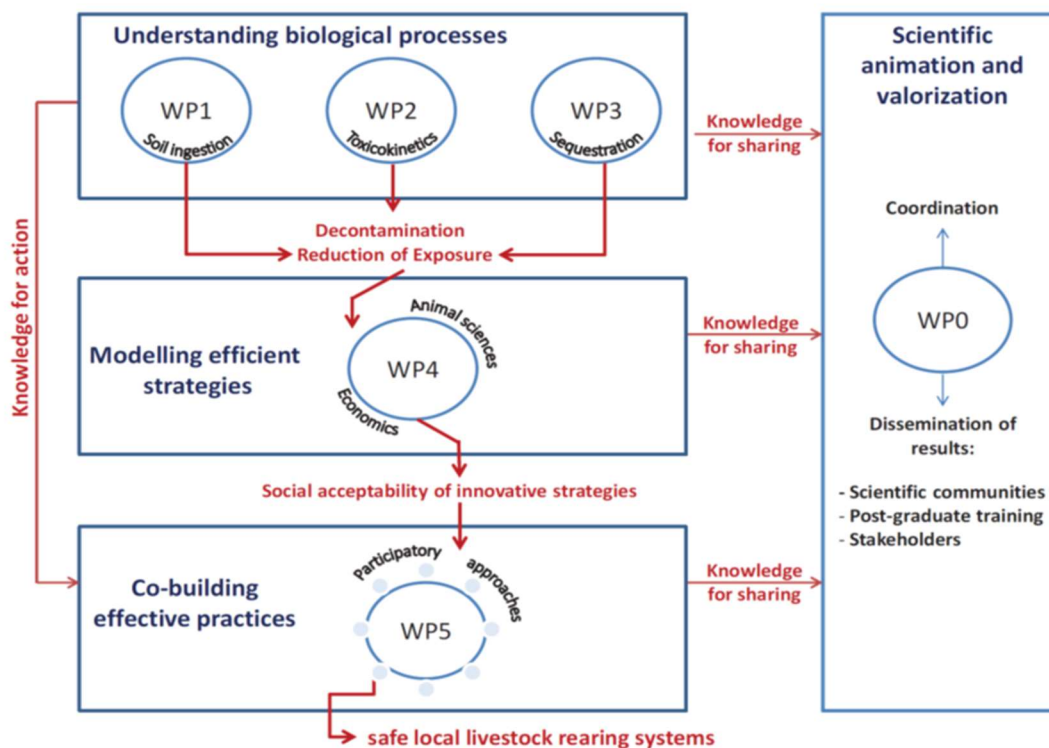 Understanding biological processes
WP1
Soil ingestion
WP2
Toxicokinetics
WP3
Sequestration
Knowledge for action
Decontamination
Reduction of Exposure
Knowledge
for sharing
Modelling efficient
strategies
Animal sciences
WP4
Economics
Knowledge
for sharing
Social acceptability of innovative strategies
Co-building
effective practices
Participatory approaches
WP5
Knowledge
for sharing
safe local livestock rearing systems
Scientific
animation and
valorization
Coordination
WP0
Dissemination of
results:
- Scientific communities
- Post-graduate training
- Stakeholders